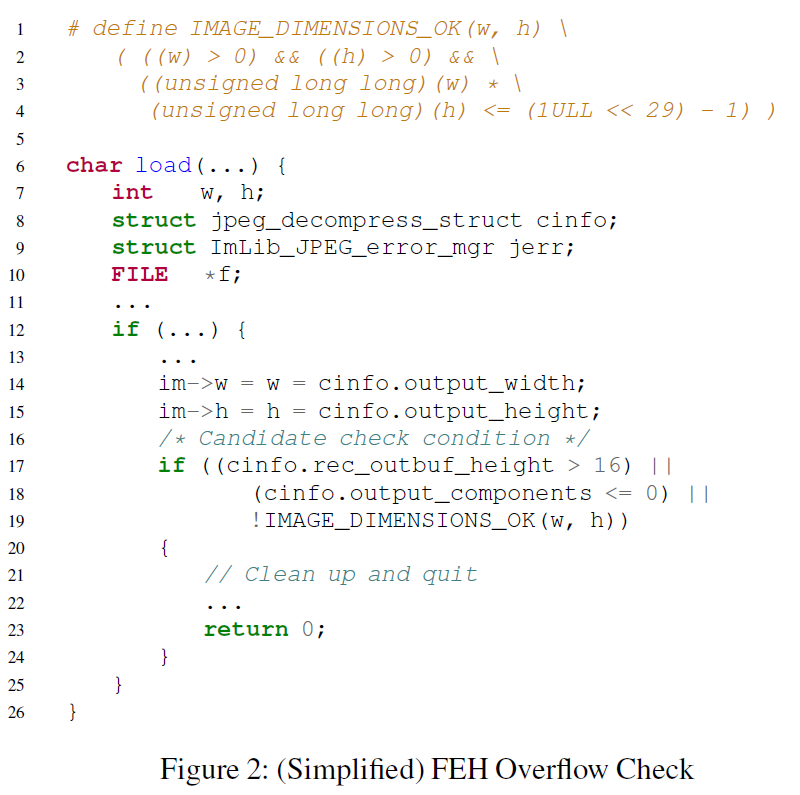 1 # define IMAGE_DIMENSIONS_OK(w, h) \
2 ( ((w) > 0) && ((h) > 0) && \
3 ((unsigned long long)(w) * \
4 (unsigned long long)(h) <= (1ULL << 29) - 1) )
5
6 char load(...) {
7 int w, h;
8 struct jpeg_decompress_struct cinfo;
9 struct ImLib_JPEG_error_mgr jerr;
10 FILE *f;
11 ...
12 if (...) {
13 ...
14 im->w = w = cinfo.output_width;
15 im->h = h = cinfo.output_height;
16 /* Candidate check condition */
17 if ((cinfo.rec_outbuf_height > 16) ||
18 (cinfo.output_components <= 0) ||
19 !IMAGE_DIMENSIONS_OK(w, h))
20 {
21 // Clean up and quit
22 ...
23 return 0;
24 }
25 }
26 }
Figure 2: (Simplified) FEH Overflow Check